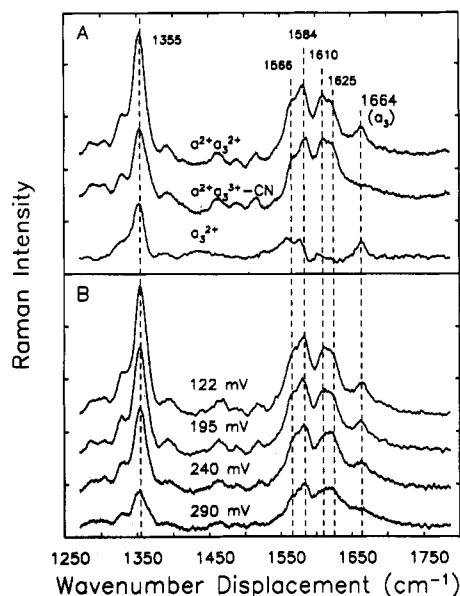 A
1355
1566
1584
1610
1625
1664
(a₃)
a²⁺a₃²⁺
a²⁺a₃³⁺-CN
a₃²⁺
Raman Intensity
B
122 mV
195 mV
240 mV
290 mV
1250 1350 1450 1550 1650 1750
Wavenumber Displacement (cm⁻¹)